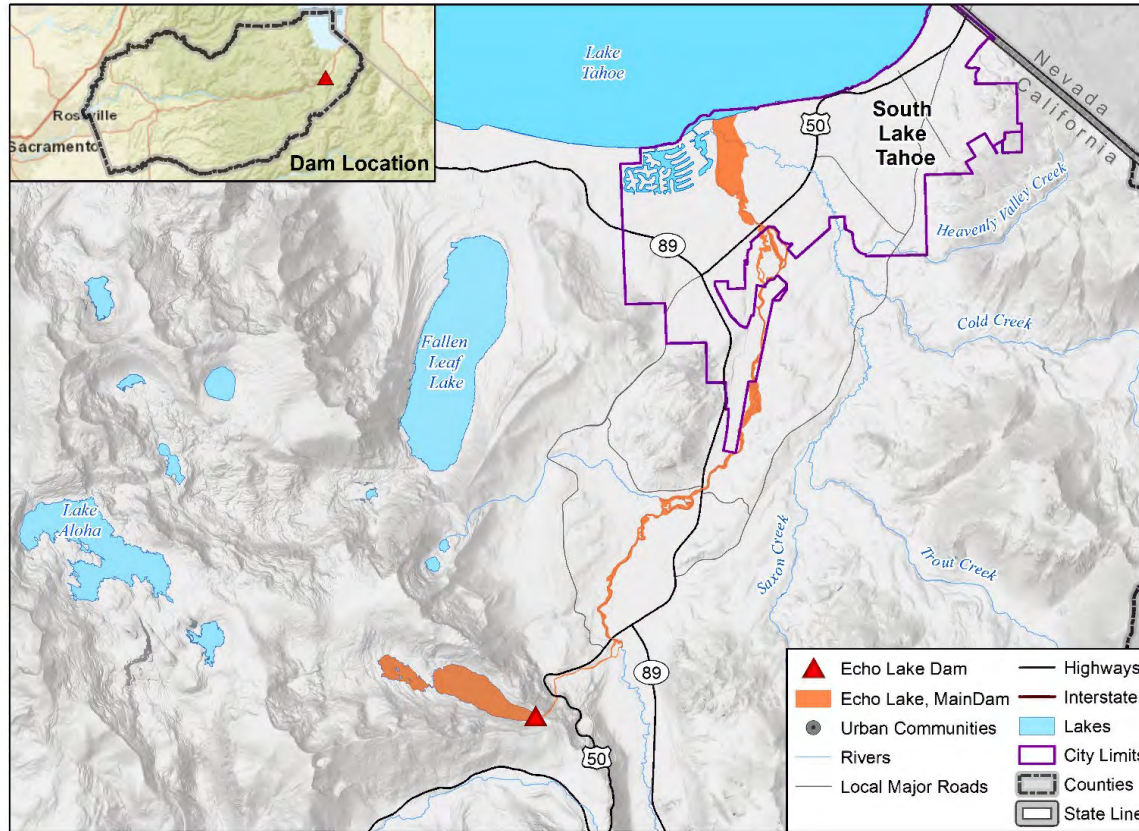 Roseville
Sacramento
Dam Location
Lake
Tahoe
Nevada
California
South
Lake
Tahoe
50
89
Heavenly Valley Creek
Cold Creek
Fallen
Leaf
Lake
Lake
Aloha
Saxon Creek
Trout Creek
89
50
Echo Lake Dam
Echo Lake, MainDam
Urban Communities
Rivers
Local Major Roads
Highways
Interstate
Lakes
City Limits
Counties
State Line